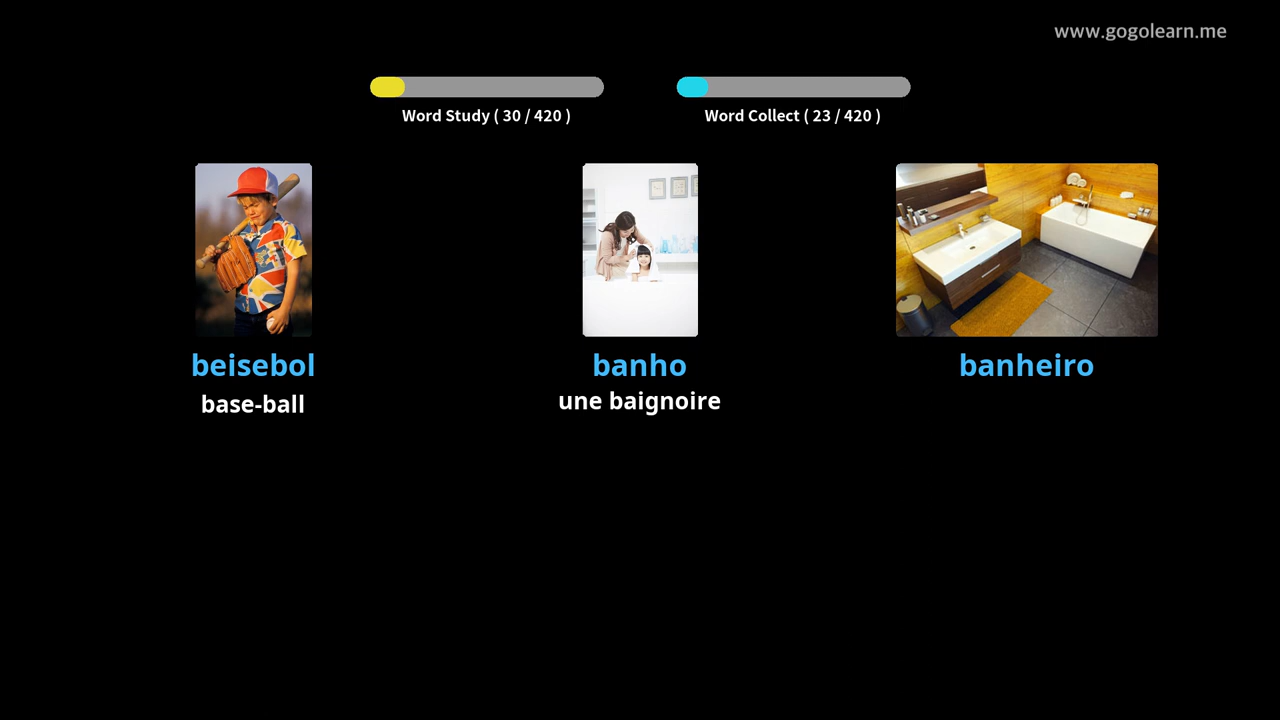 www.gogolearn.me
Word Study ( 30 / 420 )
Word Collect ( 23 / 420 )
beisebol
base-ball
banho
une baignoire
banheiro